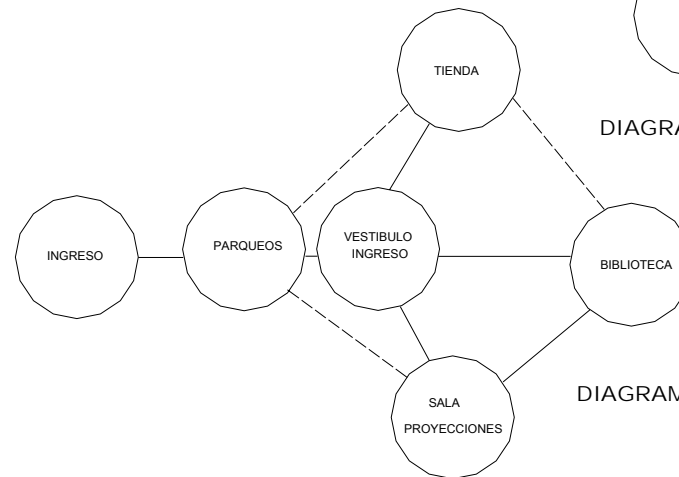 TIENDA
DIAGRA
INGRESO
PARQUEOS
VESTIBULO
INGRESO
BIBLIOTECA
DIAGRAM
SALA
PROYECCIONES